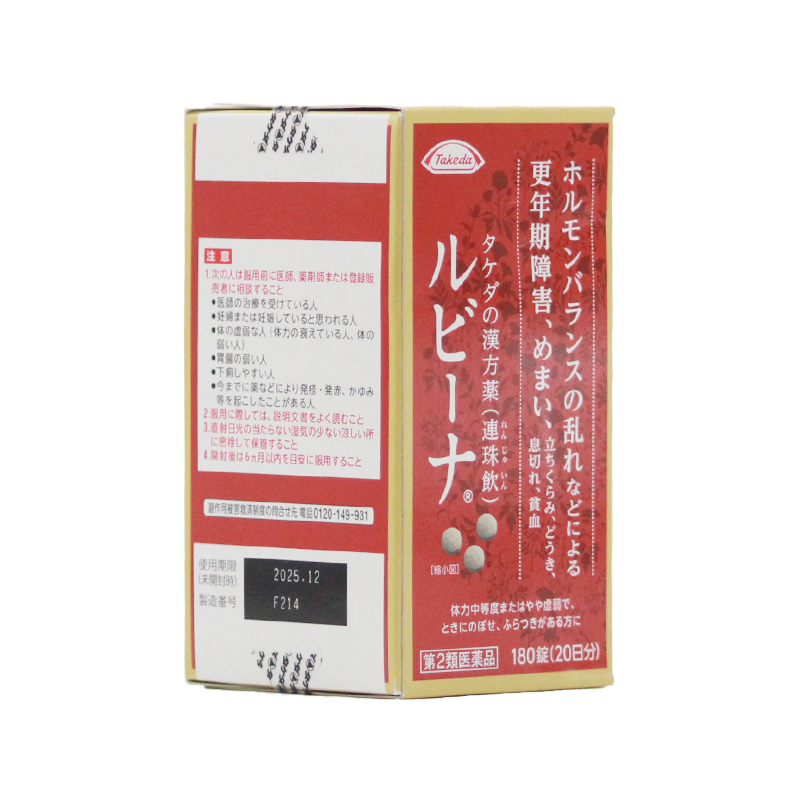 注意
1.次の人は服用前に医師、薬剤師または登録販
売者に相談すること
●医師の治療を受けている人
●妊婦または妊娠していると思われる人
●体の虚弱な人(体力の衰えている人、体の
弱い人)
●胃腸の弱い人
●下痢しやすい人
●今までに薬などにより発疹・発赤、かゆみ
等を起こしたことがある人
2.服用に際しては、説明文書をよく読むこと
3.直射日光の当たらない湿気の少ない涼しい所
に密栓して保管すること
4.開封後は6ヵ月以内を目安に服用すること
副作用被害救済制度の問合せ先 電話0120-149-931
使用期限
(未開封時)
2025.12
製造番号
F214
Takeda
ホルモンバランスの乱れなどによる
更年期障害、めまい、
立ちくらみ、どうき、
息切れ、貧血
タケダの漢方薬(連珠飲)
れんじゅいん
ルビーナ®
[縮小図]
体力中等度またはやや虚弱で、
ときにのぼせ、ふらつきがある方に
第2類医薬品
180錠(20日分)